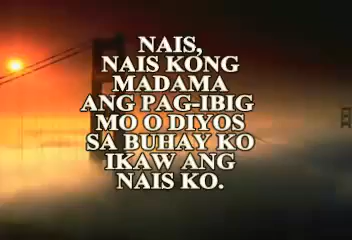 NAIS,
NAIS KONG
MADAMA
ANG PAG-IBIG
MO O DIYOS
SA BUHAY KO
IKAW ANG
NAIS KO.